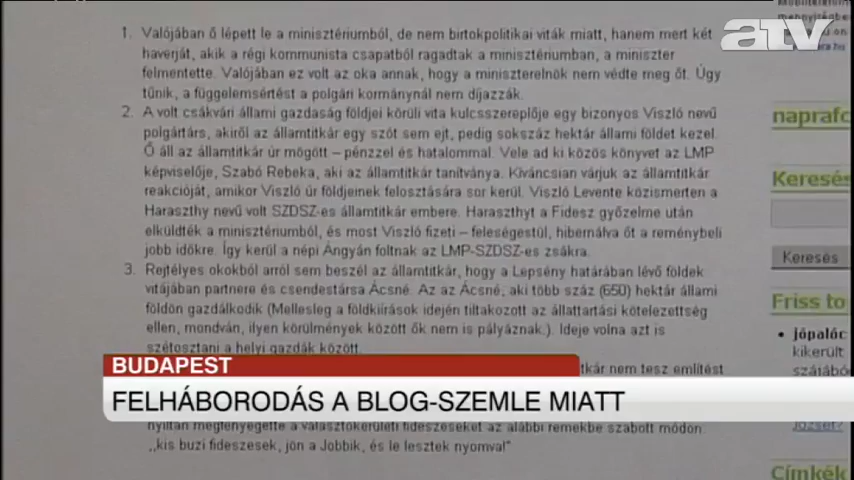 1. Valójában ő lépett le a minisztériumból, de nem birtokpolitikai viták miatt, hanem mert két
haverját, akik a régi kommunista csapatból ragadtak a minisztériumban, a miniszter
felmentette. Valójában ez volt az oka annak, hogy a miniszterelnök nem védte meg őt. Úgy
tűnik, a függelemsértést a polgári kormánynál nem díjazzák.
2. A volt csákvári állami gazdaság földjei körüli vita kulcsszereplője egy bizonyos Viszló nevű
polgártárs, akiről az államtitkár egy szót sem ejt, pedig sokszáz hektár állami földet kezel.
Ő áll az államtitkár úr mögött – pénzzel és hatalommal. Vele ad ki közös könyvet az LMP
képviselője, Szabó Rebeka, aki az államtitkár tanítványa. Kíváncsian várjuk az államtitkár
reakcióját, amikor Viszló úr földjeinek felosztására sor kerül. Viszló Levente közismerten a
Haraszthy nevű volt SZDSZ-es államtitkár embere. Haraszthyt a Fidesz győzelme után
elküldték a minisztériumból, és most Viszló fizeti – feleségestül, hibernálva őt a reménybeli
jobb időkre. Így kerül a népi Ángyán foltnak az LMP-SZDSZ-es zsákra.
3. Rejtélyes okokból arról sem beszél az államtitkár, hogy a Lepsény határában lévő földek
vitájában partnere és csendestársa Ácsné. Az az Ácsné, aki több száz (650) hektár állami
földön gazdálkodik (Mellesleg a földkiírások idején tiltakozott az állattartási kötelezettség
ellen, mondván, ilyen körülmények között ők nem is pályáznak.). Ideje volna azt is
szétosztani a helyi gazdák között.
tkár nem tesz említést
nyíltan megfenyegette a választókerületi fideszeseket az alábbi remekbe szabott módon:
„kis buzi fideszesek, jön a Jobbik, és le lesztek nyomva!"
atv
naprafo
Keresés
Keresés
Friss to
• jópalóc
kikerült
szájábó
József
Címkék
BUDAPEST
FELHÁBORODÁS A BLOG-SZEMLE MIATT